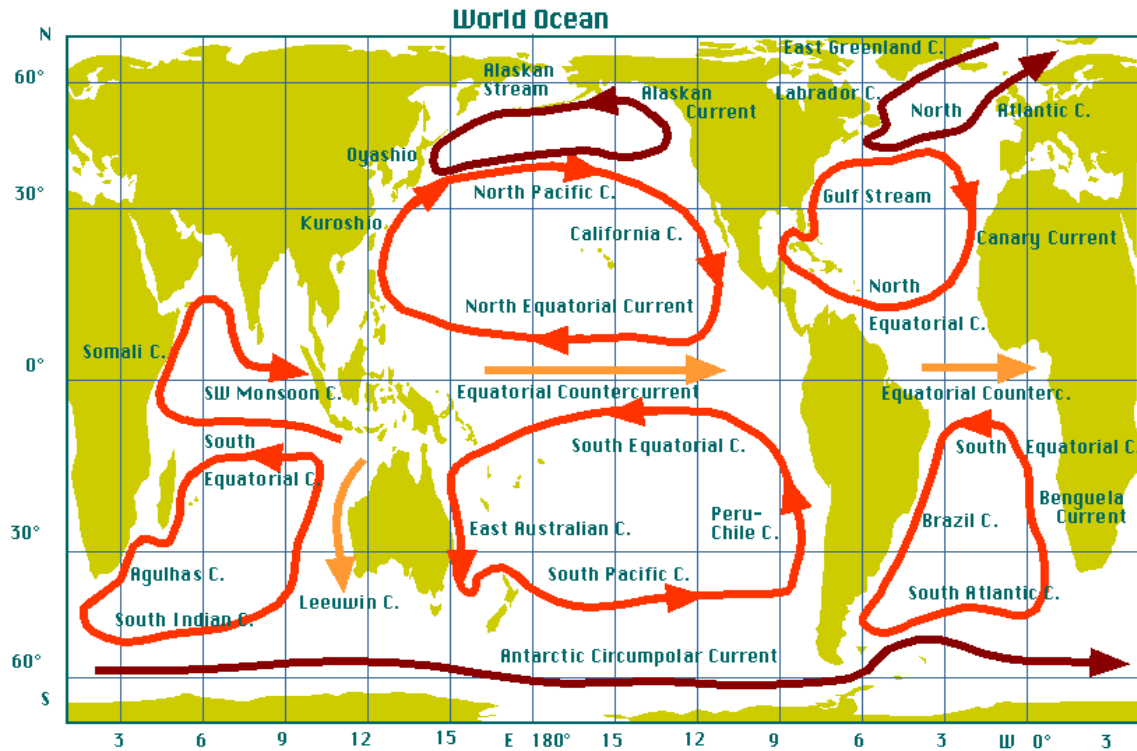 World Ocean
N
East Greenland C.
60°
Alaskan
Stream
Alaskan
Current
Labrador C.
North
Atlantic C.
Oyashio
30°
North Pacific C.
Gulf Stream
Kuroshio
California C.
Canary Current
North
North Equatorial Current
Equatorial C.
Somali C.
0°
SW Monsoon C.
Equatorial Countercurrent
Equatorial Counterc.
South
Equatorial C.
South Equatorial C.
South
Equatorial C.
Benguela
Current
Peru-
Chile C.
30°
East Australian C.
Brazil C.
Agulhas C.
South Pacific C.
Leeuwin C.
South Atlantic C.
South Indian C.
60°
Antarctic Circumpolar Current
S
3 6 9 12 15 E 180° 15 12 9 6 3 W 0° 3